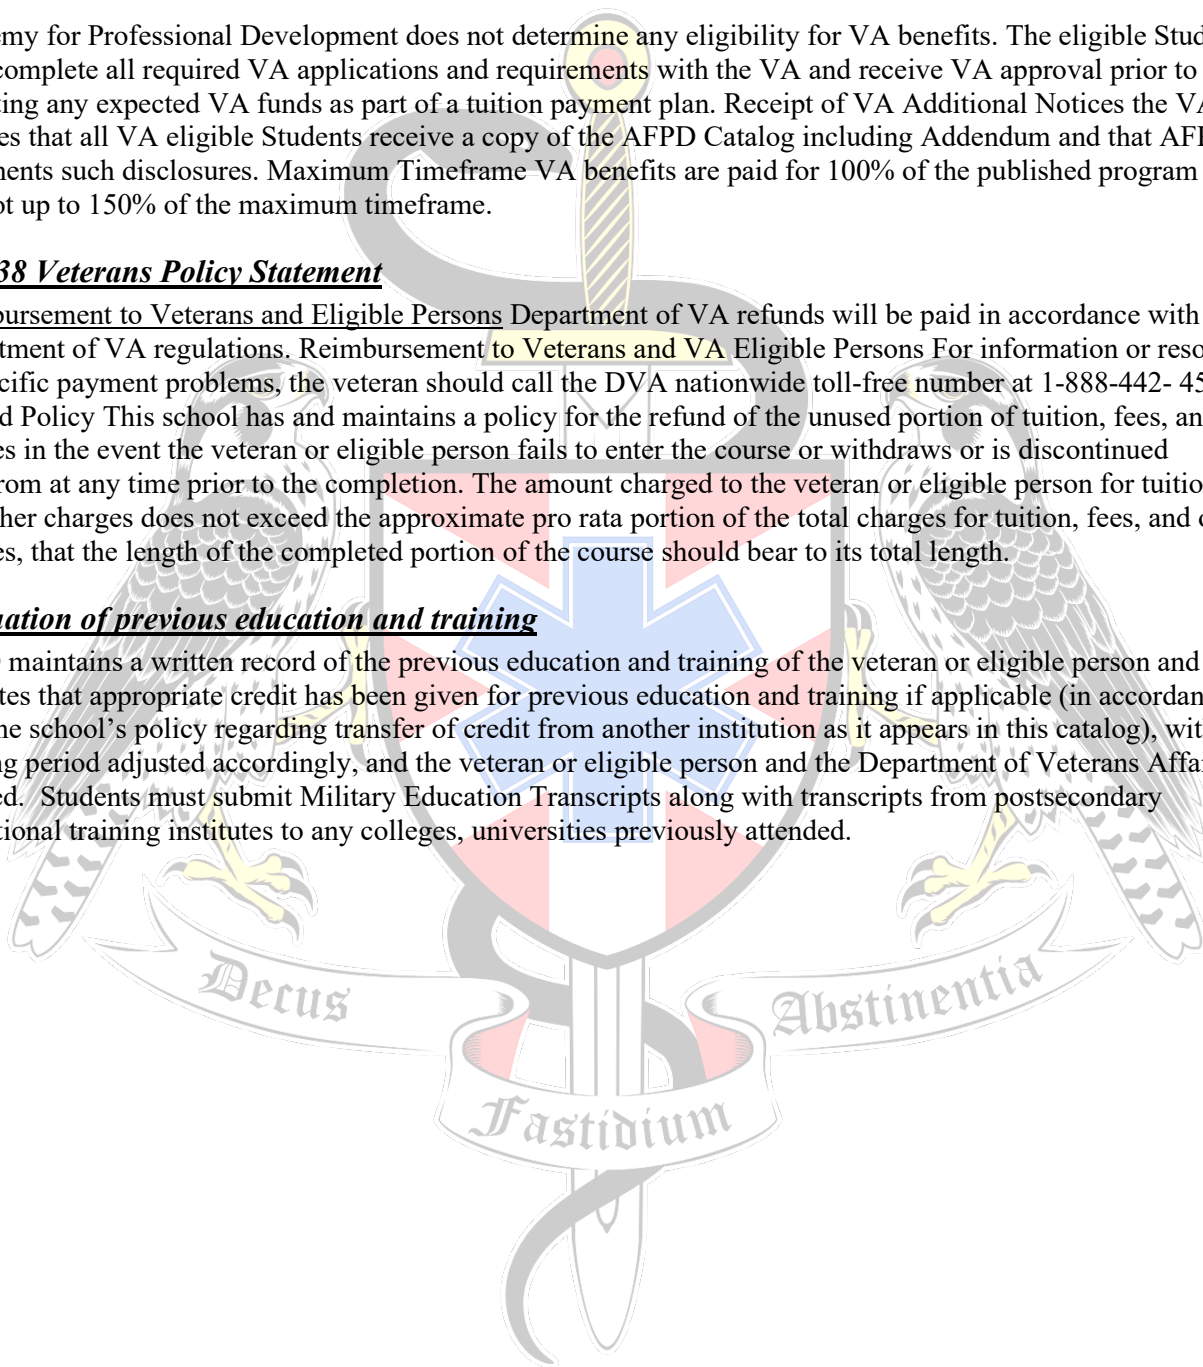 emy for Professional Development does not determine any eligibility for VA benefits. The eligible Stud
complete all required VA applications and requirements with the VA and receive VA approval prior to
ting any expected VA funds as part of a tuition payment plan. Receipt of VA Additional Notices the VA
es that all VA eligible Students receive a copy of the AFPD Catalog including Addendum and that AFP
nents such disclosures. Maximum Timeframe VA benefits are paid for 100% of the published program
ot up to 150% of the maximum timeframe.
38 Veterans Policy Statement
bursement to Veterans and Eligible Persons Department of VA refunds will be paid in accordance with
tment of VA regulations. Reimbursement to Veterans and VA Eligible Persons For information or reso
cific payment problems, the veteran should call the DVA nationwide toll-free number at 1-888-442- 45
d Policy This school has and maintains a policy for the refund of the unused portion of tuition, fees, an
es in the event the veteran or eligible person fails to enter the course or withdraws or is discontinued
rom at any time prior to the completion. The amount charged to the veteran or eligible person for tuitio
her charges does not exceed the approximate pro rata portion of the total charges for tuition, fees, and o
es, that the length of the completed portion of the course should bear to its total length.
uation of previous education and training
maintains a written record of the previous education and training of the veteran or eligible person and
tes that appropriate credit has been given for previous education and training if applicable (in accordan
he school's policy regarding transfer of credit from another institution as it appears in this catalog), wit
ng period adjusted accordingly, and the veteran or eligible person and the Department of Veterans Affa
ed. Students must submit Military Education Transcripts along with transcripts from postsecondary
tional training institutes to any colleges, universities previously attended.
Decus
Abstinentia
Fastidium